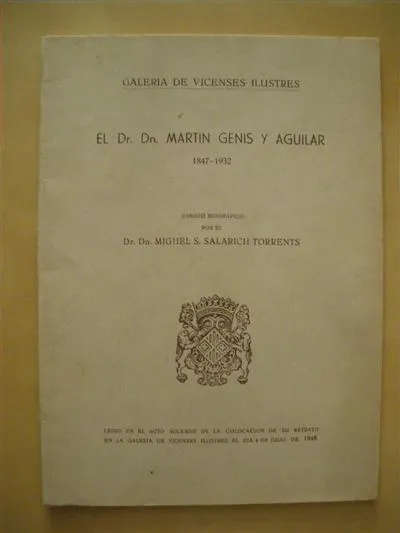 GALERIA DE VICENSES ILUSTRES
EL Dr. Dn. MARTIN GENIS Y AGUILAR
1847-1932
ESBOZO BIOGRÁFICO
POR EL
Dr. Dn. MIGUEL S. SALARICH TORRENTS
LEIDO EN EL ACTO SOLEMNE DE LA COLOCACION DE SU RETRATO
EN LA GALERIA DE VICENSES ILUSTRES EL DIA 4 DE JULIO DE 1948